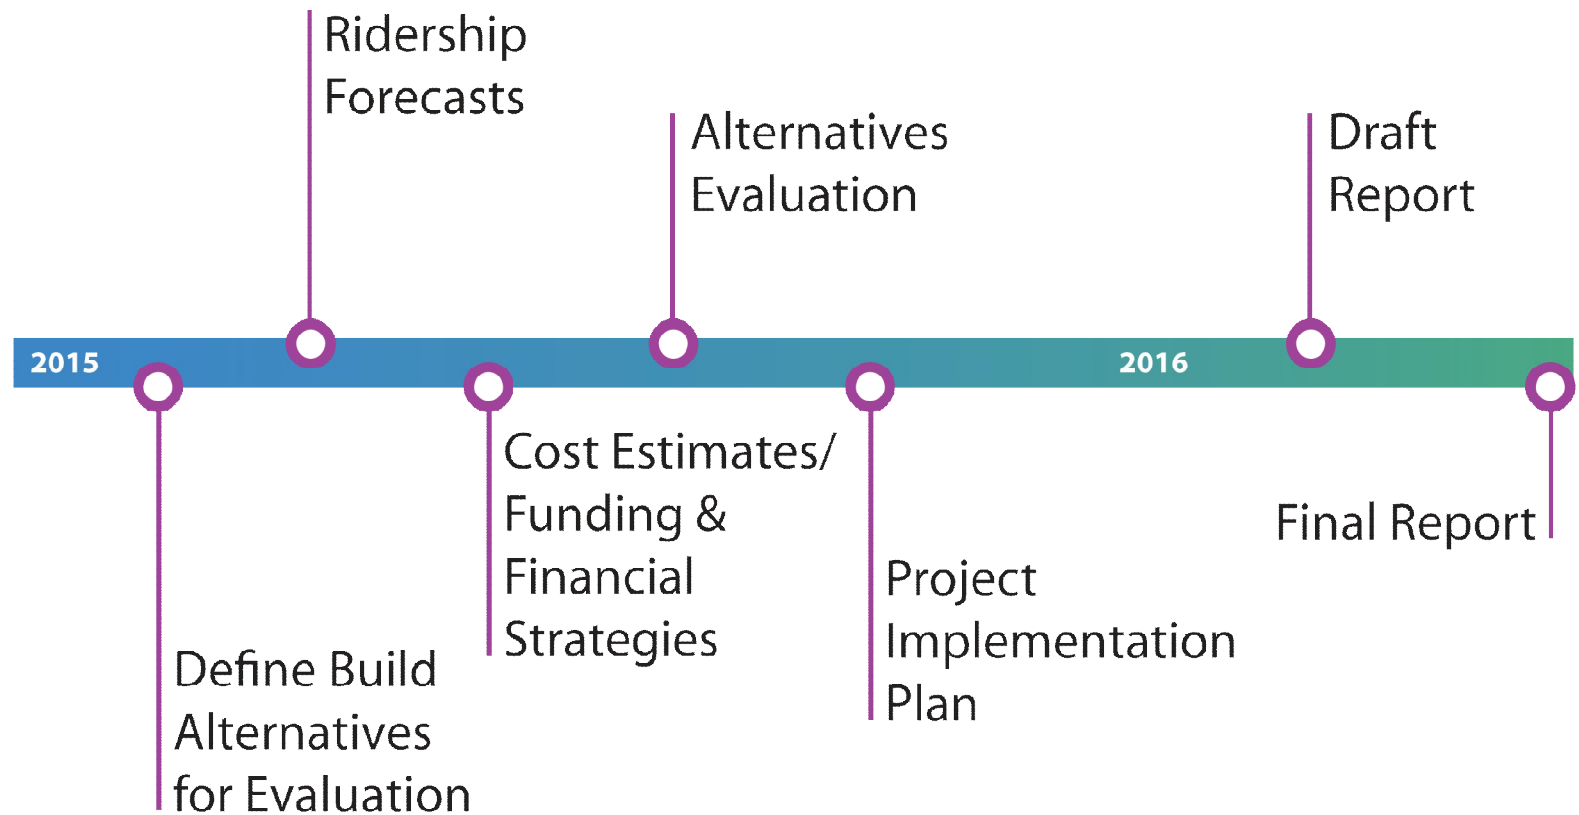 Ridership
Forecasts
Alternatives
Evaluation
Draft
Report
2015
2016
Cost Estimates/
Funding &
Financial
Strategies
Final Report
Project
Implementation
Plan
Define Build
Alternatives
for Evaluation